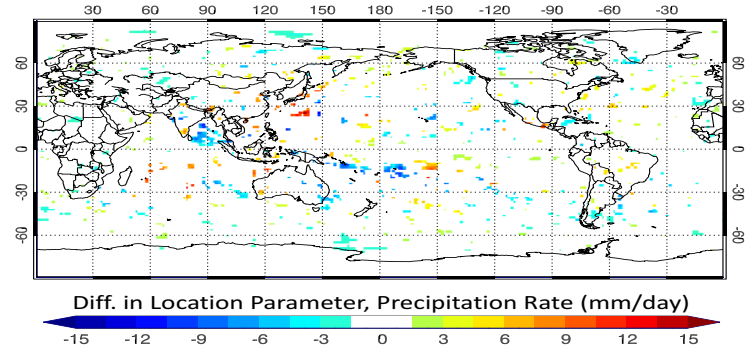 30 60 90 120 150 180 -150 -120 -90 -60 -30
60 60
30 30
0 0
-30 -30
-60 -60
Diff. in Location Parameter, Precipitation Rate (mm/day)
-15 -12 -9 -6 -3 0 3 6 9 12 15